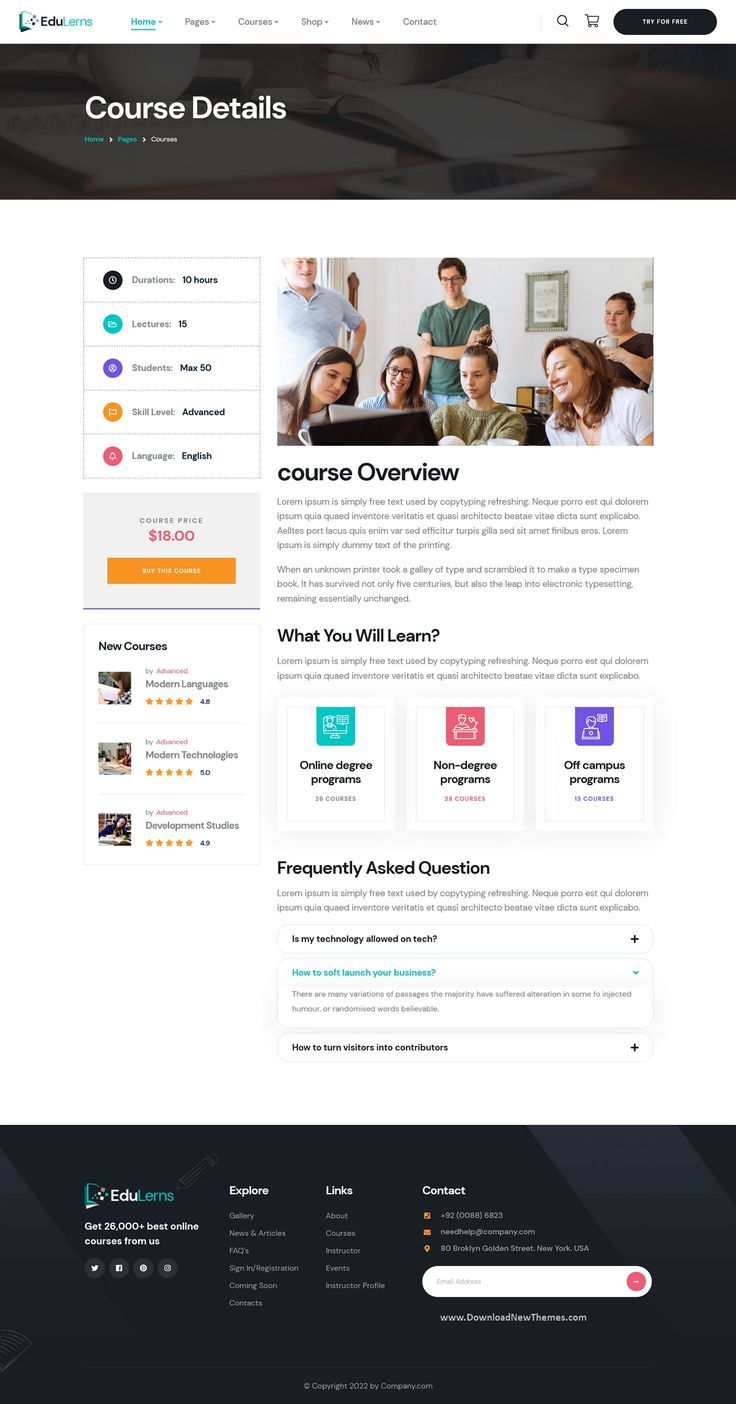 EduLerns
Home Pages Courses Shop News Contact
TRY FOR FREE
Course Details
Home Pages Courses
Durations: 10 hours
Lectures: 15
Students: Max 50
Skill Level: Advanced
Language: English
COURSE PRICE
$18.00
BUY THIS COURSE
New Courses
by Advanced
Modern Languages
4.8
by Advanced
Modern Technologies
5.0
by Advanced
Development Studies
4.9
course Overview
Lorem ipsum is simply free text used by copytyping refreshing. Neque porro est qui dolorem
ipsum quia quaed inventore veritatis et quasi architecto beatae vitae dicta sunt explicabo.
Aelltes port lacus quis enim var sed efficitur turpis gilla sed sit amet finibus eros. Lorem
Ipsum is simply dummy text of the printing.
When an unknown printer took a galley of type and scrambled it to make a type specimen
book. It has survived not only five centuries, but also the leap into electronic typesetting,
remaining essentially unchanged.
What You Will Learn?
Lorem ipsum is simply free text used by copytyping refreshing. Neque porro est qui dolorem
ipsum quia quaed inventore veritatis et quasi architecto beatae vitae dicta sunt explicabo.
Online degree
programs
26 COURSES
Non-degree
programs
38 COURSES
Off campus
programs
13 COURSES
Frequently Asked Question
Lorem ipsum is simply free text used by copytyping refreshing. Neque porro est qui dolorem
ipsum quia quaed inventore veritatis et quasi architecto beatae vitae dicta sunt explicabo.
Is my technology allowed on tech?
How to soft launch your business?
There are many variations of passages the majority have suffered alteration in some fo injected
humour, or randomised words believable.
How to turn visitors into contributors
EduLerns
Get 26,000+ best online
courses from us
Explore
Gallery
News & Articles
FAQ's
Sign In/Registration
Coming Soon
Contacts
Links
About
Courses
Instructor
Events
Instructor Profile
Contact
+92 (0088) 6823
needhelp@company.com
80 Broklyn Golden Street. New York. USA
Email Address
www.DownloadNewThemes.com
© Copyright 2022 by Company.com